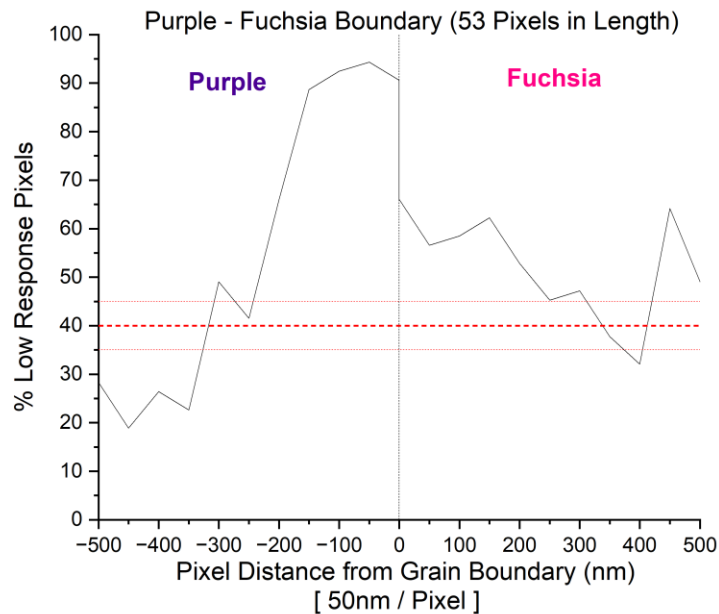 Purple - Fuchsia Boundary (53 Pixels in Length)
100
90
80
70
60
50
40
30
20
10
0
% Low Response Pixels
Purple
Fuchsia
−500 −400 −300 −200 −100 0 100 200 300 400 500
Pixel Distance from Grain Boundary (nm)
[ 50nm / Pixel ]